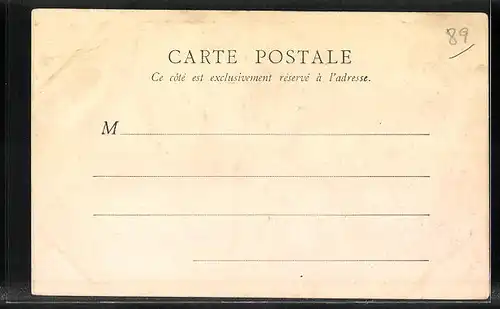 89
CARTE POSTALE
Ce côté est exclusivement réservé à l'adresse.
M